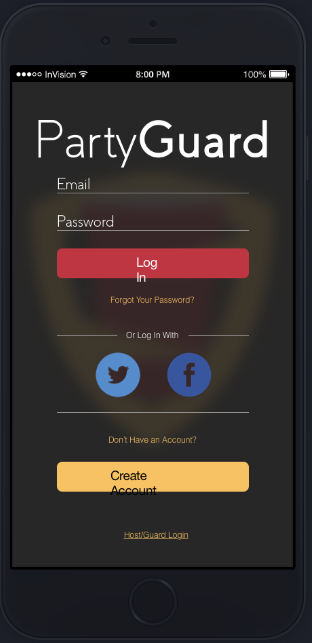 ●●●○○ InVision 8:00 PM 100%
PartyGuard
Email
Password
Log
In
Forgot Your Password?
Or Log In With
Don't Have an Account?
Create
Account
Host/Guard Login